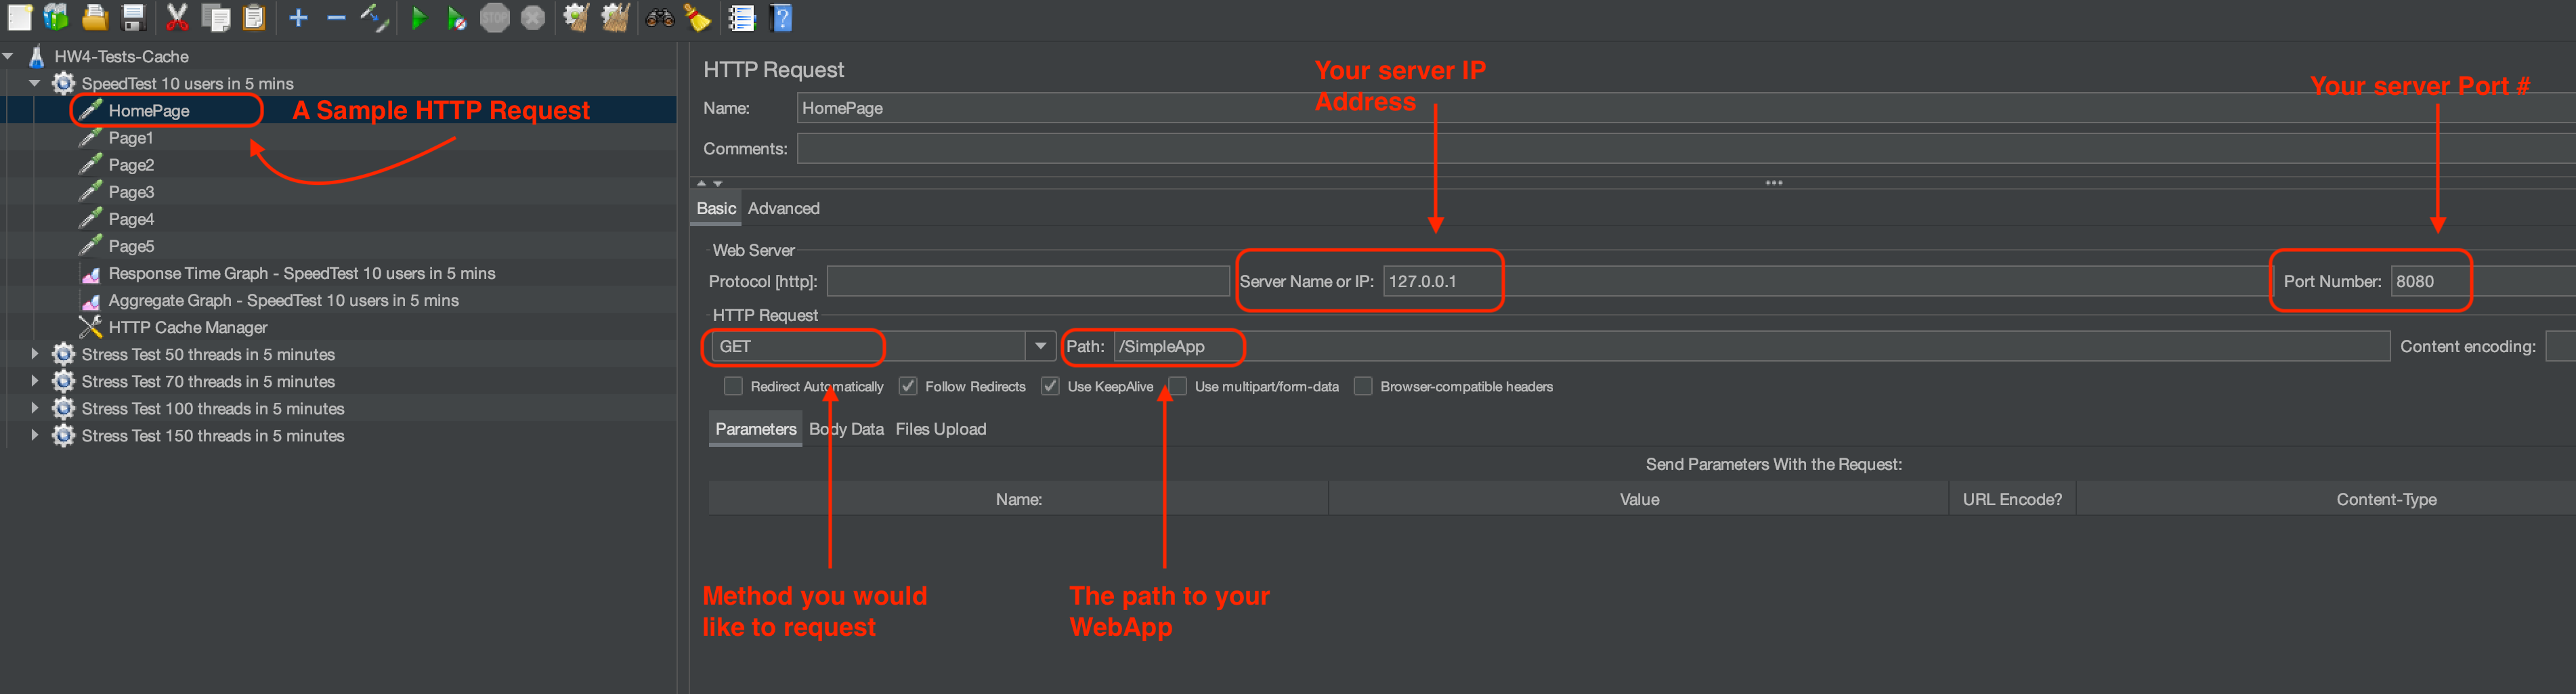 STOP
HW4-Tests-Cache
SpeedTest 10 users in 5 mins
HomePage
A Sample HTTP Request
Page1
Page2
Page3
Page4
Page5
Response Time Graph - SpeedTest 10 users in 5 mins
Aggregate Graph - SpeedTest 10 users in 5 mins
HTTP Cache Manager
Stress Test 50 threads in 5 minutes
Stress Test 70 threads in 5 minutes
Stress Test 100 threads in 5 minutes
Stress Test 150 threads in 5 minutes
HTTP Request
Your server IP
Address
Your server Port #
Name: HomePage
Comments:
Basic Advanced
Web Server
Protocol [http]: Server Name or IP: 127.0.0.1 Port Number: 8080
HTTP Request
GET Path: /SimpleApp Content encoding:
Redirect Automatically Follow Redirects Use KeepAlive Use multipart/form-data Browser-compatible headers
Parameters Body Data Files Upload
Send Parameters With the Request:
Name: Value URL Encode? Content-Type
Method you would
like to request
The path to your
WebApp